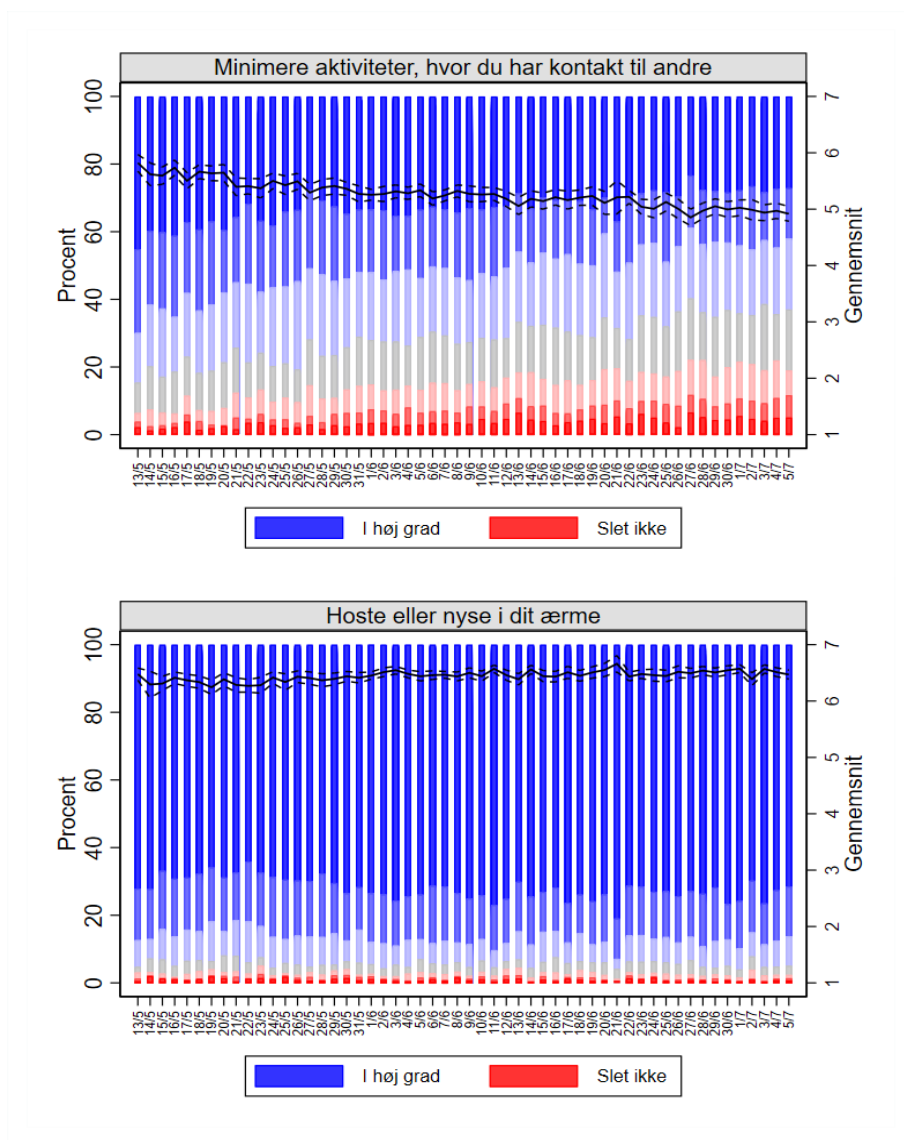 Minimere aktiviteter, hvor du har kontakt til andre
Procent
100
80
60
40
20
0
7
6
5
4
3
2
1
Gennemsnit
13/5 14/5 15/5 16/5 17/5 18/5 19/5 20/5 21/5 22/5 23/5 24/5 25/5 26/5 27/5 28/5 29/5 30/5 31/5 1/6 2/6 3/6 4/6 5/6 6/6 7/6 8/6 9/6 10/6 11/6 12/6 13/6 14/6 15/6 16/6 17/6 18/6 19/6 20/6 21/6 22/6 23/6 24/6 25/6 26/6 27/6 28/6 29/6 30/6 1/7 2/7 3/7 4/7 5/7
I høj grad Slet ikke
Hoste eller nyse i dit ærme
Procent
100
80
60
40
20
0
7
6
5
4
3
2
1
Gennemsnit
13/5 14/5 15/5 16/5 17/5 18/5 19/5 20/5 21/5 22/5 23/5 24/5 25/5 26/5 27/5 28/5 29/5 30/5 31/5 1/6 2/6 3/6 4/6 5/6 6/6 7/6 8/6 9/6 10/6 11/6 12/6 13/6 14/6 15/6 16/6 17/6 18/6 19/6 20/6 21/6 22/6 23/6 24/6 25/6 26/6 27/6 28/6 29/6 30/6 1/7 2/7 3/7 4/7 5/7
I høj grad Slet ikke